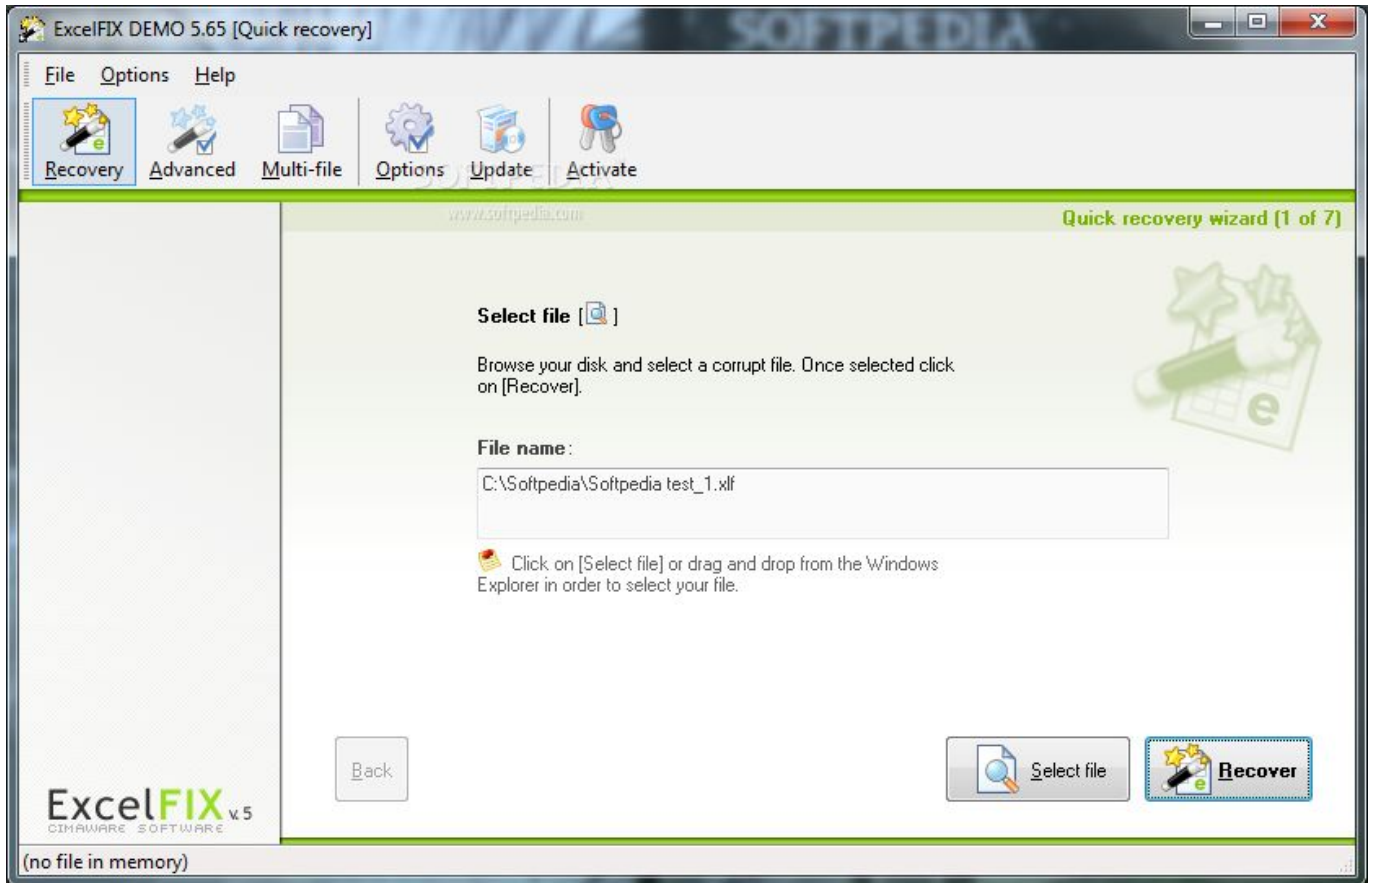 ExcelFIX DEMO 5.65 [Quick recovery]
SOFTPEDIA
File Options Help
Recovery Advanced Multi-file Options Update Activate
SOFTPEDIA
www.softpedia.com
Quick recovery wizard (1 of 7)
Select file [ ]
Browse your disk and select a corrupt file. Once selected click
on [Recover].
e
File name:
C:\Softpedia\Softpedia test_1.xlf
Click on [Select file] or drag and drop from the Windows
Explorer in order to select your file.
Back
Select file
Recover
ExcelFIX v.5
CIMAWARE SOFTWARE
(no file in memory)